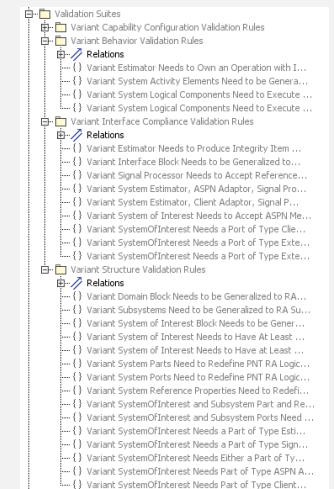 Validation Suites
Variant Capability Configuration Validation Rules
Variant Behavior Validation Rules
Relations
{ } Variant Estimator Needs to Own an Operation with I...
{ } Variant System Activity Elements Need to be Genera...
{ } Variant System Logical Components Need to Execute ...
{ } Variant System Logical Components Need to Execute ...
Variant Interface Compliance Validation Rules
Relations
{ } Variant Estimator Needs to Produce Integrity Item ...
{ } Variant Interface Block Needs to be Generalized to...
{ } Variant Signal Processor Needs to Accept Reference...
{ } Variant System Estimator, ASPN Adaptor, Signal Pro...
{ } Variant System Estimator, Client Adaptor, Signal P...
{ } Variant System of Interest Needs to Accept ASPN Me...
{ } Variant SystemOfInterest Needs a Port of Type Clie...
{ } Variant SystemOfInterest Needs a Port of Type Exte...
{ } Variant SystemOfInterest Needs a Port of Type Exte...
Variant Structure Validation Rules
Relations
{ } Variant Domain Block Needs to be Generalized to RA...
{ } Variant Subsystems Need to be Generalized to RA Su...
{ } Variant System of Interest Block Needs to be Gener...
{ } Variant System of Interest Needs to Have At Least ...
{ } Variant System of Interest Needs to Have at Least ...
{ } Variant System Parts Need to Redefine PNT RA Logic...
{ } Variant System Ports Need to Redefine PNT RA Logic...
{ } Variant System Reference Properties Need to Redefi...
{ } Variant SystemOfInterest and Subsystem Part and Re...
{ } Variant SystemOfInterest and Subsystem Ports Need ...
{ } Variant SystemOfInterest Needs a Part of Type Esti...
{ } Variant SystemOfInterest Needs a Part of Type Sign...
{ } Variant SystemOfInterest Needs Either a Part of Ty...
{ } Variant SystemOfInterest Needs Part of Type ASPN A...
{ } Variant SystemOfInterest Needs Part of Type Client...